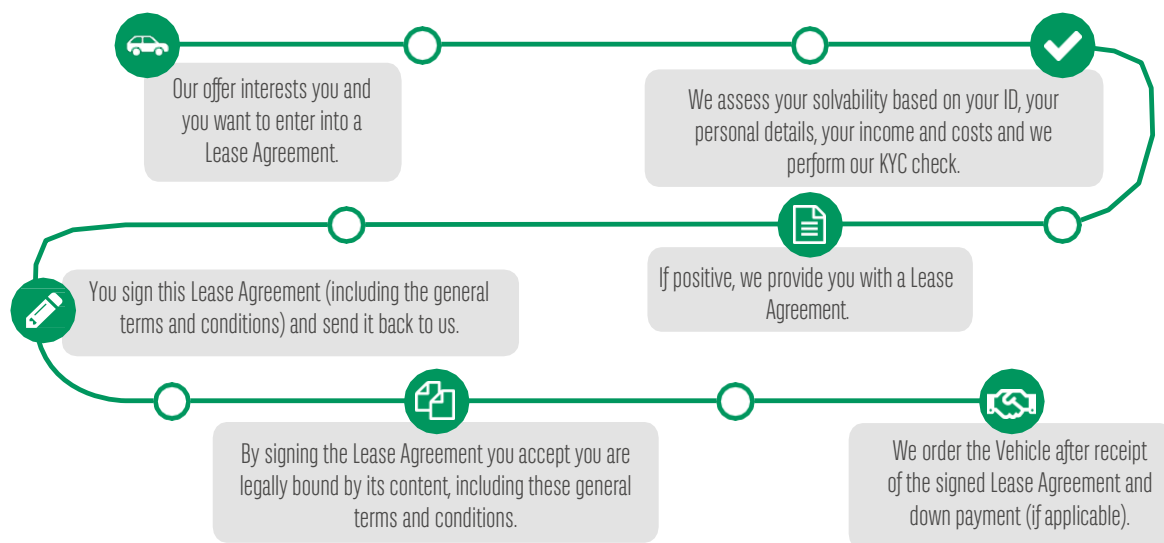 Our offer interests you and
you want to enter into a
Lease Agreement.
We assess your solvability based on your ID, your
personal details, your income and costs and we
perform our KYC check.
If positive, we provide you with a Lease
Agreement.
You sign this Lease Agreement (including the general
terms and conditions) and send it back to us.
By signing the Lease Agreement you accept you are
legally bound by its content, including these general
terms and conditions.
We order the Vehicle after receipt
of the signed Lease Agreement and
down payment (if applicable).